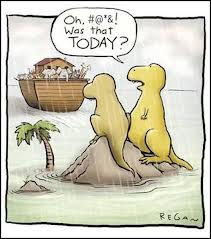 Oh, #@*&!
Was that
TODAY?
REGAN